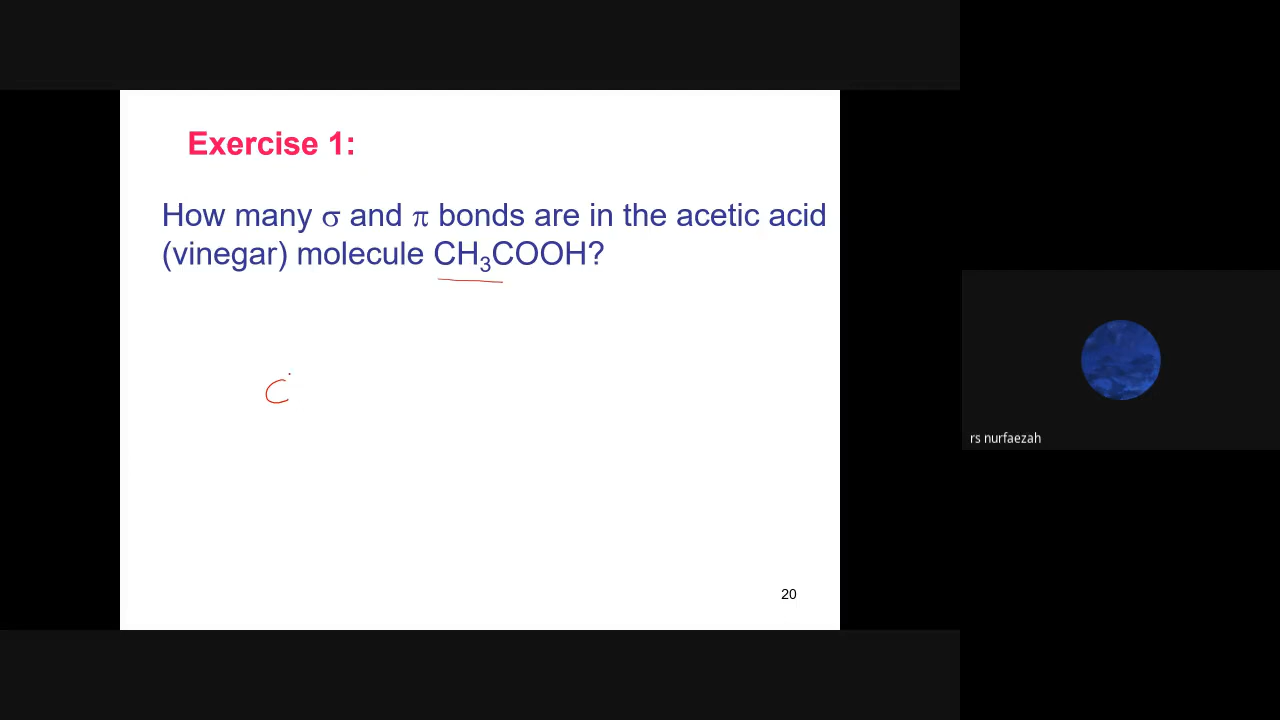 Exercise 1:
How many σ and π bonds are in the acetic acid
(vinegar) molecule CH₃COOH?
C
20
rs nurfaezah